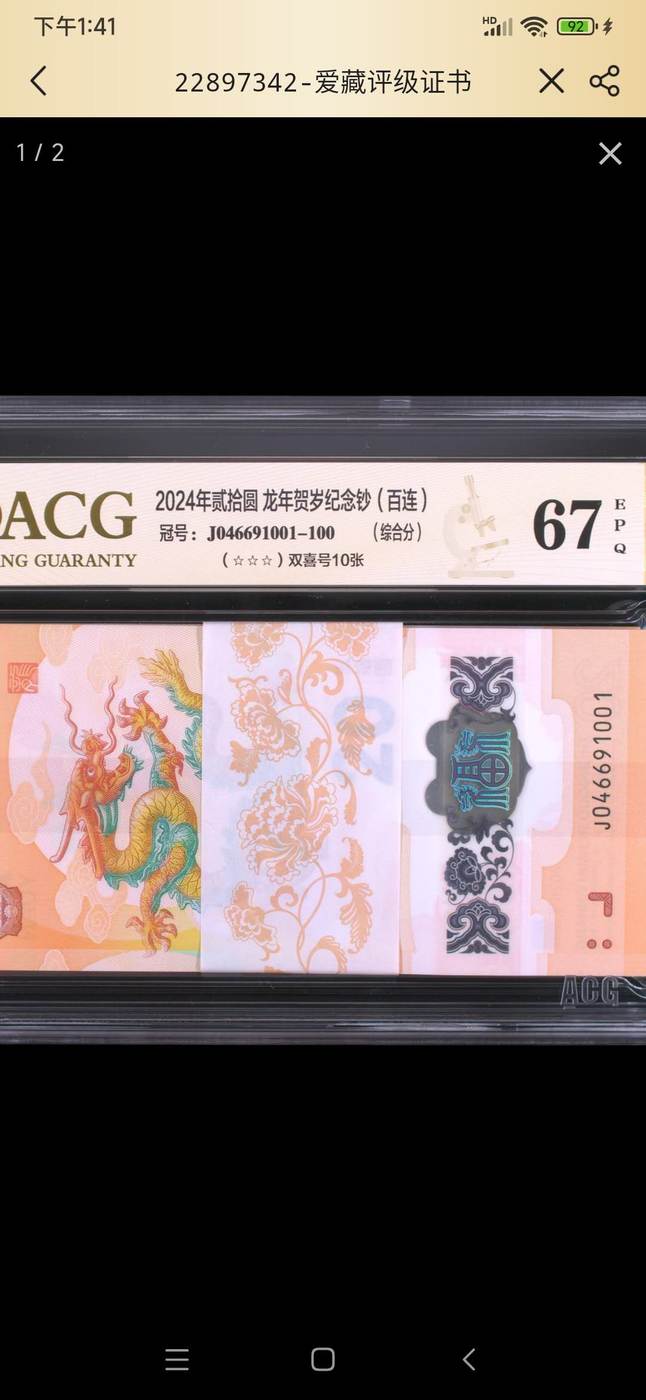 下午1:41
HD
92
22897342-爱藏评级证书
1 / 2
ACG
NG GUARANTY
2024年贰拾圆 龙年贺岁纪念钞（百连）
冠号：J046691001-100 （综合分）
（☆☆☆）双喜号10张
67
E
P
Q
J046691001
ACG